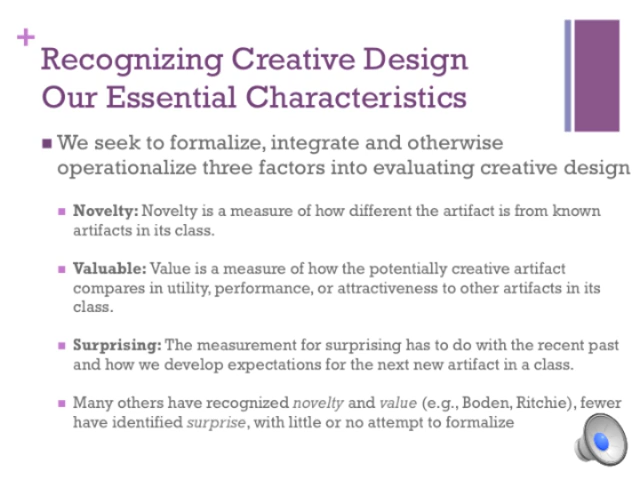 +
Recognizing Creative Design
Our Essential Characteristics
We seek to formalize, integrate and otherwise
operationalize three factors into evaluating creative design
Novelty: Novelty is a measure of how different the artifact is from known
artifacts in its class.
Valuable: Value is a measure of how the potentially creative artifact
compares in utility, performance, or attractiveness to other artifacts in its
class.
Surprising: The measurement for surprising has to do with the recent past
and how we develop expectations for the next new artifact in a class.
Many others have recognized novelty and value (e.g., Boden, Ritchie), fewer
have identified surprise, with little or no attempt to formalize